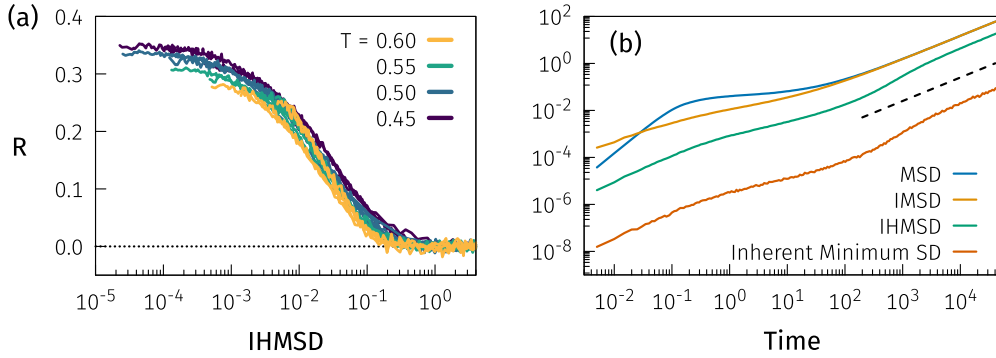 (a)
R
0.4
0.3
0.2
0.1
0.0
T = 0.60
0.55
0.50
0.45
10⁻⁵ 10⁻⁴ 10⁻³ 10⁻² 10⁻¹ 10⁰
IHMSD
(b)
10²
10⁰
10⁻²
10⁻⁴
10⁻⁶
10⁻⁸
MSD
IMSD
IHMSD
Inherent Minimum SD
10⁻² 10⁻¹ 10⁰ 10¹ 10² 10³ 10⁴
Time